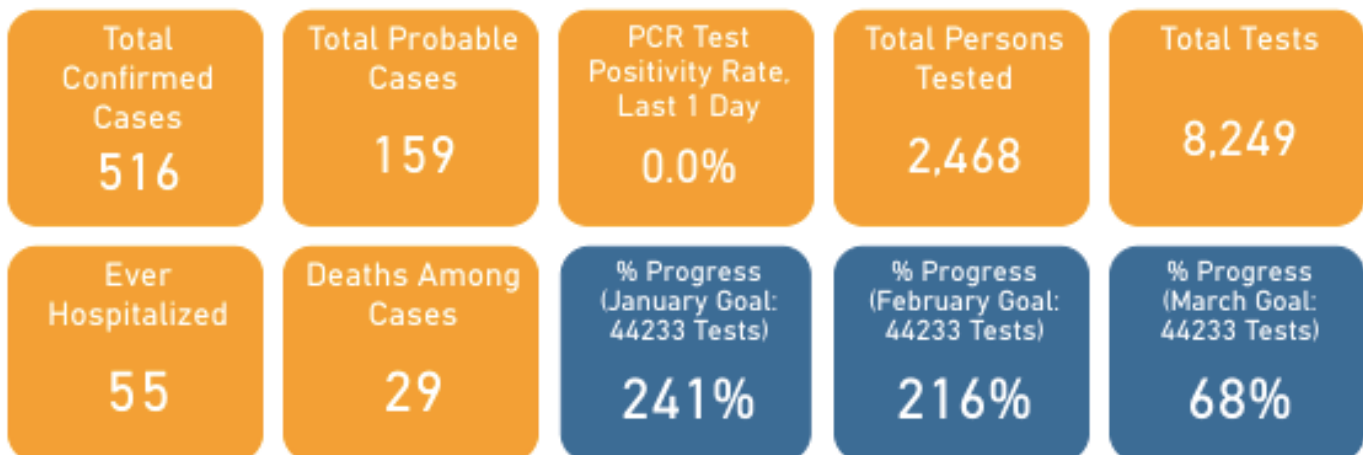 Total
Confirmed
Cases
516
Total Probable
Cases
159
PCR Test
Positivity Rate,
Last 1 Day
0.0%
Total Persons
Tested
2,468
Total Tests
8,249
Ever
Hospitalized
55
Deaths Among
Cases
29
% Progress
(January Goal:
44233 Tests)
241%
% Progress
(February Goal:
44233 Tests)
216%
% Progress
(March Goal:
44233 Tests)
68%